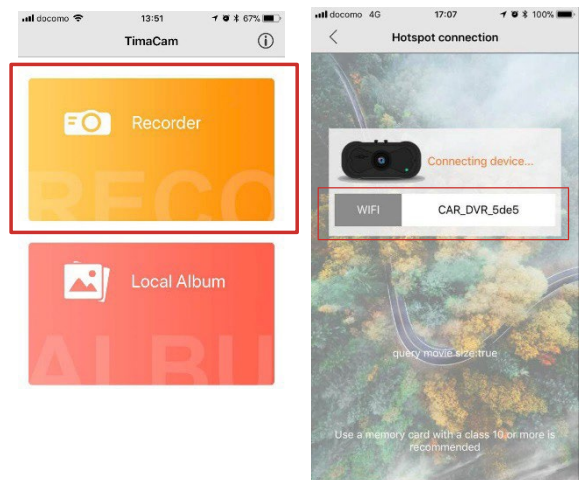 docomo 13:51 67%
TimaCam
Recorder
RECO
Local Album
ALBU
docomo 4G 17:07 100%
Hotspot connection
Connecting device...
WIFI CAR_DVR_5de5
query movie size:true
Use a memory card with a class 10 or more is
recommended